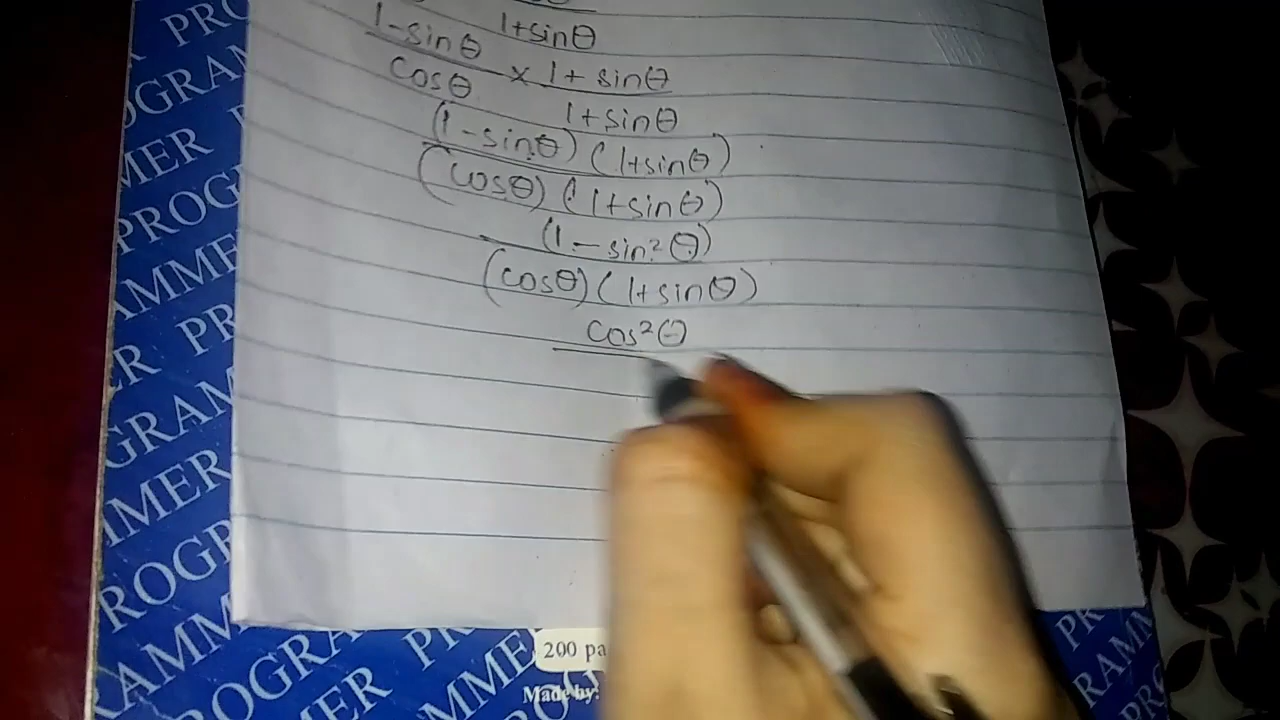 1+sinθ
1-sinθ × 1+sinθ
cosθ 1+sinθ
(1-sinθ)(1+sinθ)
(cosθ)(1+sinθ)
(1-sin²θ)
(cosθ)(1+sinθ)
cos²θ
PROGRAMMER PROGRAMMER
200 pa
Made by: